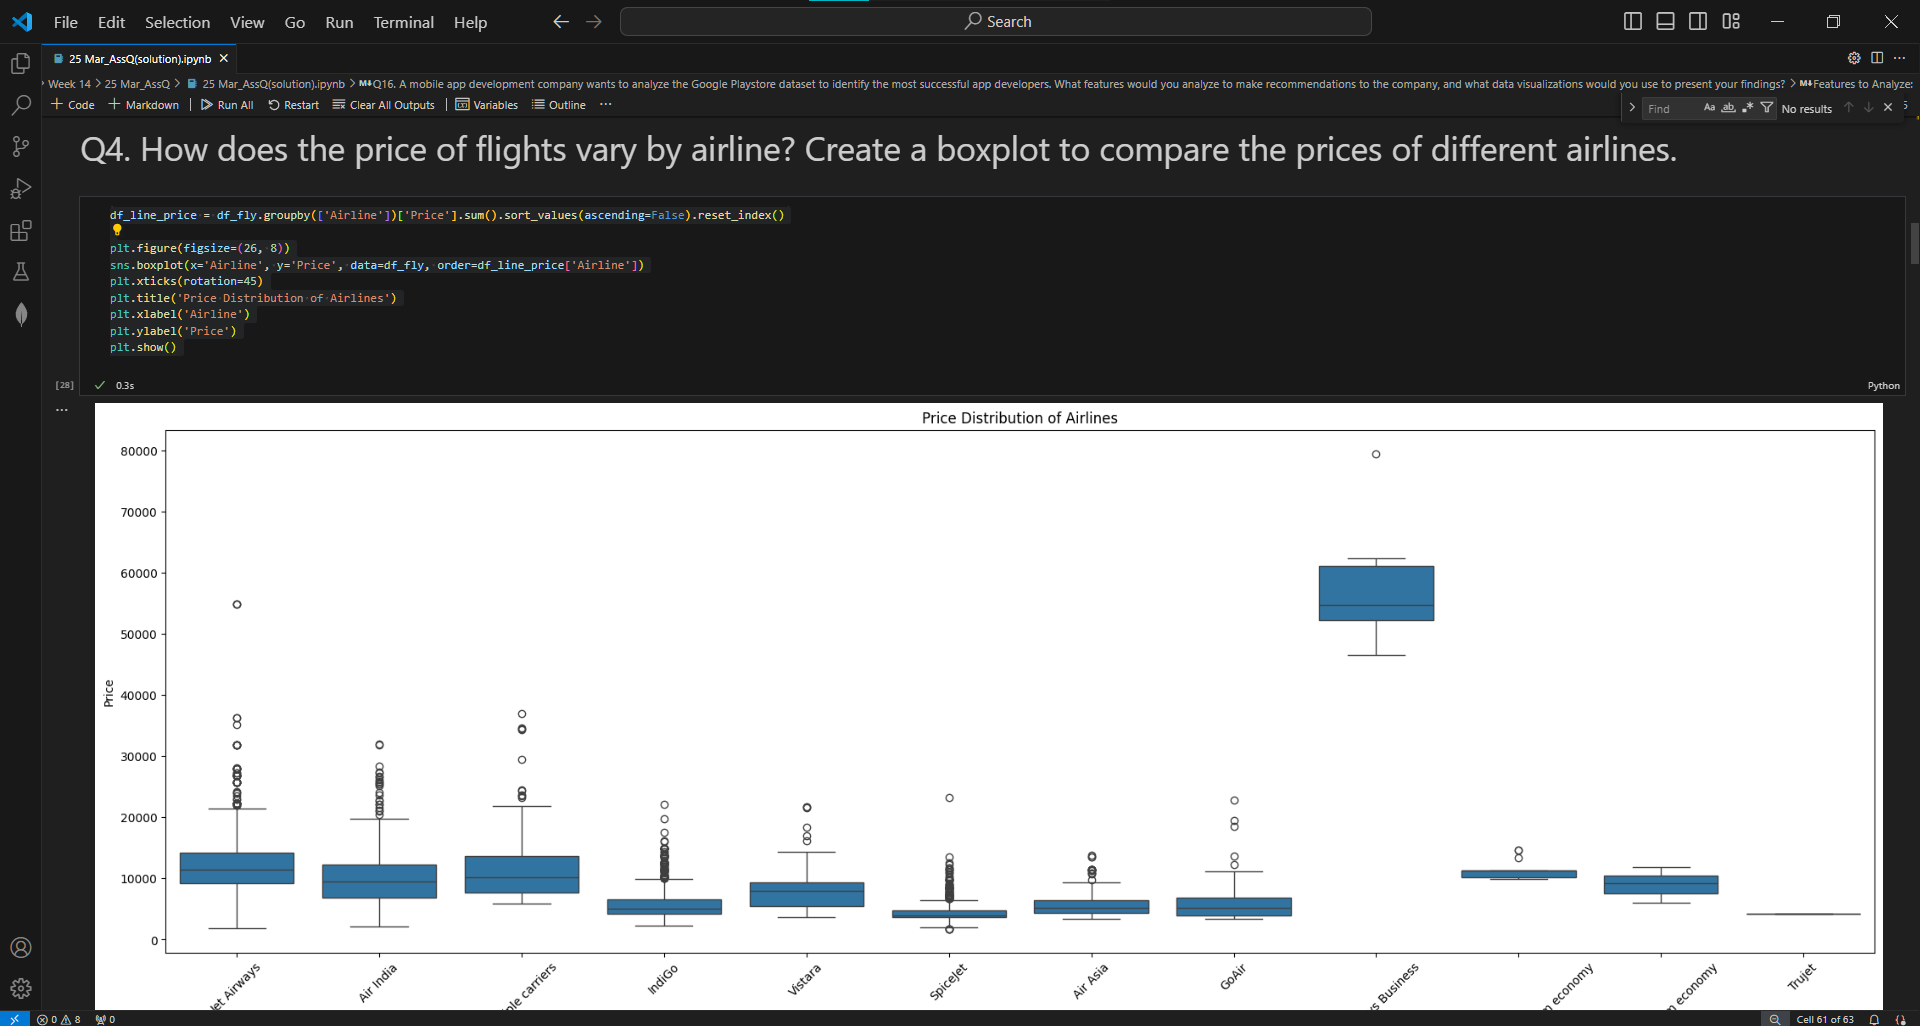 File Edit Selection View Go Run Terminal Help
Search
25 Mar_AssQ(solution).ipynb
Week 14 > 25 Mar_AssQ > 25 Mar_AssQ(solution).ipynb > M↓Q16. A mobile app development company wants to analyze the Google Playstore dataset to identify the most successful app developers. What features would you analyze to make recommendations to the company, and what data visualizations would you use to present your findings? > M↓Features to Analyze:
Code Markdown Run All Restart Clear All Outputs Variables Outline ...
Find Aa ab No results
Q4. How does the price of flights vary by airline? Create a boxplot to compare the prices of different airlines.
df_line_price = df_fly.groupby(['Airline'])['Price'].sum().sort_values(ascending=False).reset_index()
plt.figure(figsize=(26, 8))
sns.boxplot(x='Airline', y='Price', data=df_fly, order=df_line_price['Airline'])
plt.xticks(rotation=45)
plt.title('Price Distribution of Airlines')
plt.xlabel('Airline')
plt.ylabel('Price')
plt.show()
[28] 0.3s Python
Price Distribution of Airlines
80000
70000
60000
50000
40000
30000
20000
10000
0
Price
Jet Airways Air India ple carriers IndiGo Vistara SpiceJet Air Asia GoAir s Business economy economy Trujet
0 8 0 Cell 61 of 63